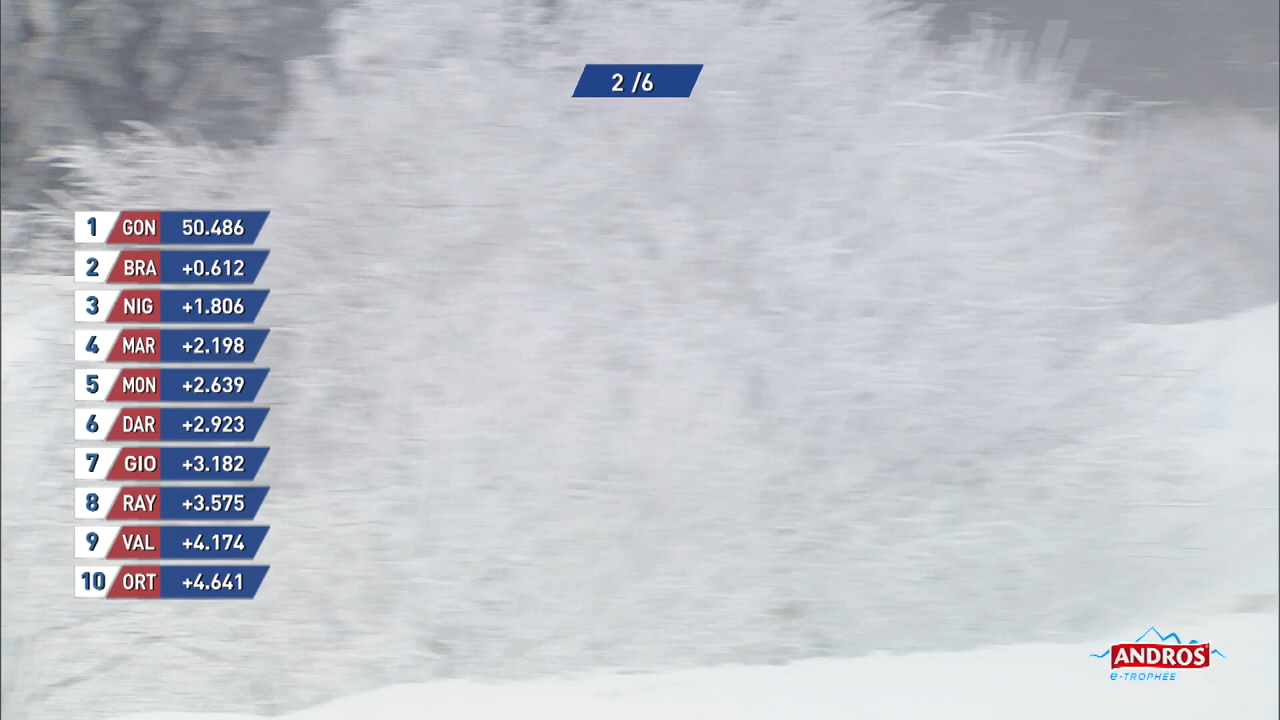 2 /6
1 GON 50.486
2 BRA +0.612
3 NIG +1.806
4 MAR +2.198
5 MON +2.639
6 DAR +2.923
7 GIO +3.182
8 RAY +3.575
9 VAL +4.174
10 ORT +4.641
ANDROS
e-TROPHÉE